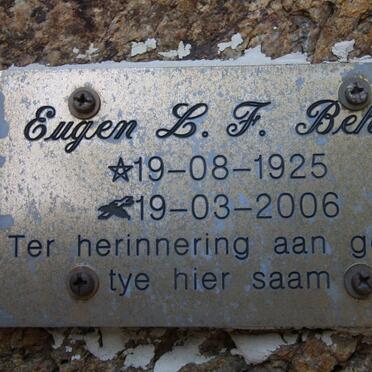 Eugen L. F.
19-08-1925
19-03-2006
Ter herinnering aan
tye hier saam